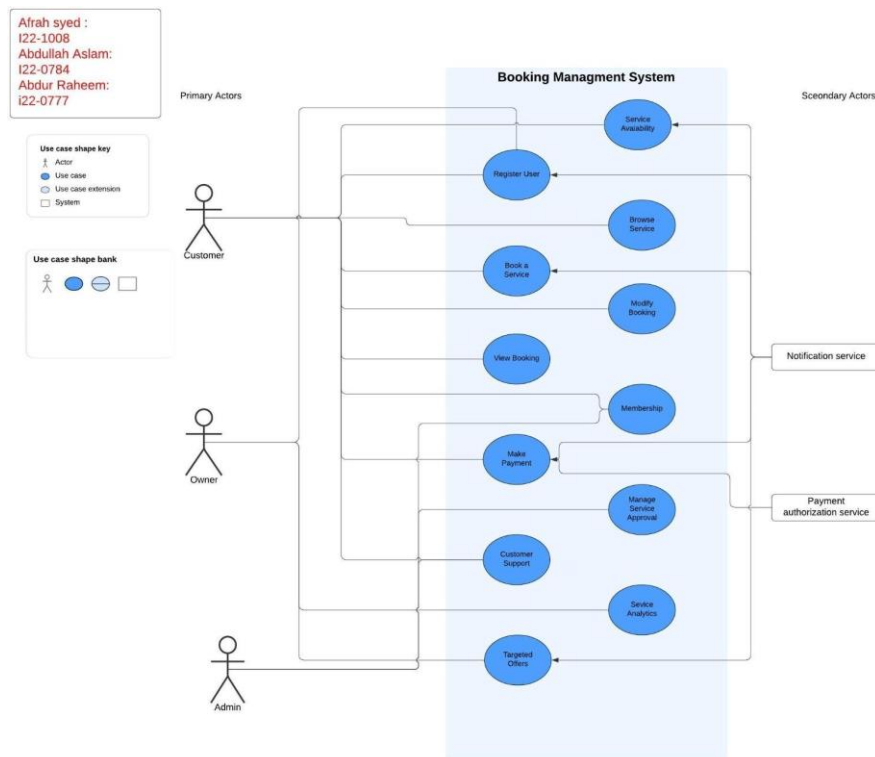 Afrah syed :
I22-1008
Abdullah Aslam:
I22-0784
Abdur Raheem:
i22-0777
Use case shape key
Actor
Use case
Use case extension
System
Use case shape bank
Primary Actors
Booking Managment System
Sceondary Actors
Service
Avaiability
Register User
Browse
Service
Customer
Book a
Service
Modify
Booking
View Booking
Notification service
Membership
Make
Payment
Owner
Manage
Service
Approval
Payment
authorization service
Customer
Support
Sevice
Analytics
Targeted
Offers
Admin